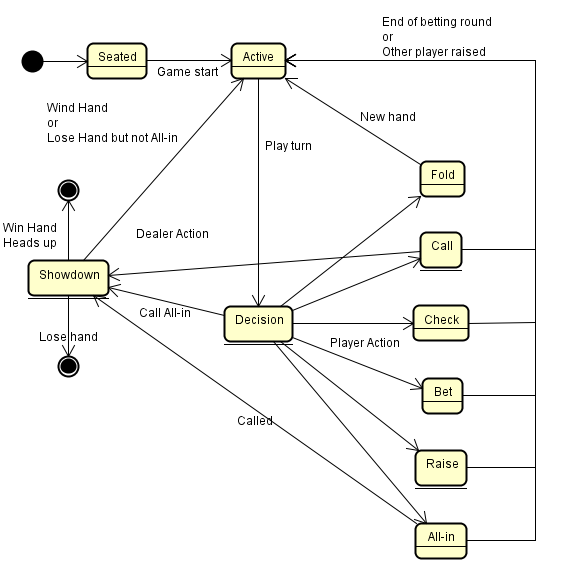 End of betting round
or
Other player raised
Seated
Active
Game start
Wind Hand
or
Lose Hand but not All-in
New hand
Play turn
Fold
Win Hand
Heads up
Dealer Action
Call
Showdown
Call All-in
Decision
Check
Lose hand
Player Action
Bet
Called
Raise
All-in